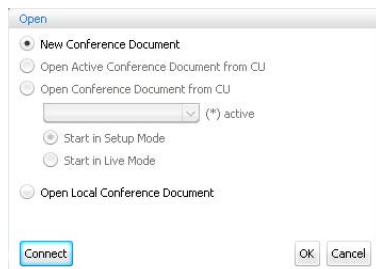 Open
New Conference Document
Open Active Conference Document from CU
Open Conference Document from CU
(*) active
Start in Setup Mode
Start in Live Mode
Open Local Conference Document
Connect OK Cancel